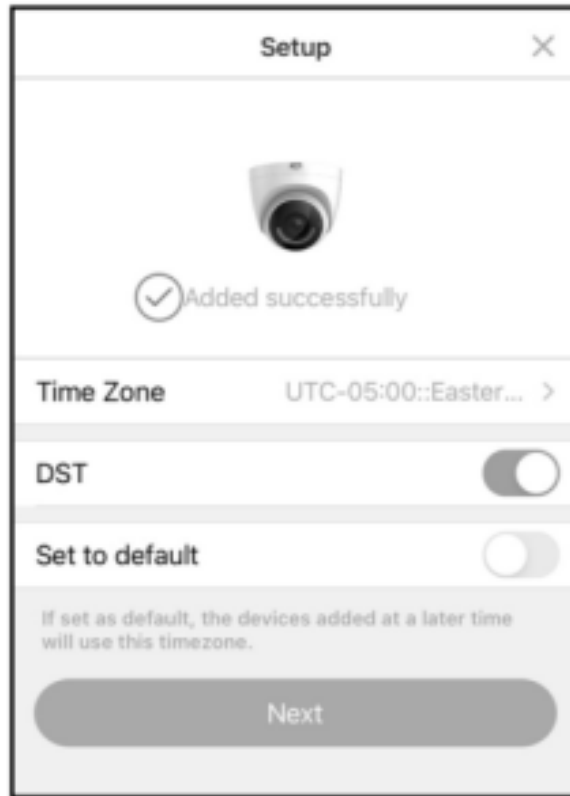 Setup
Added successfully
Time Zone
UTC-05:00::Easter... >
DST
Set to default
If set as default, the devices added at a later time
will use this timezone.
Next